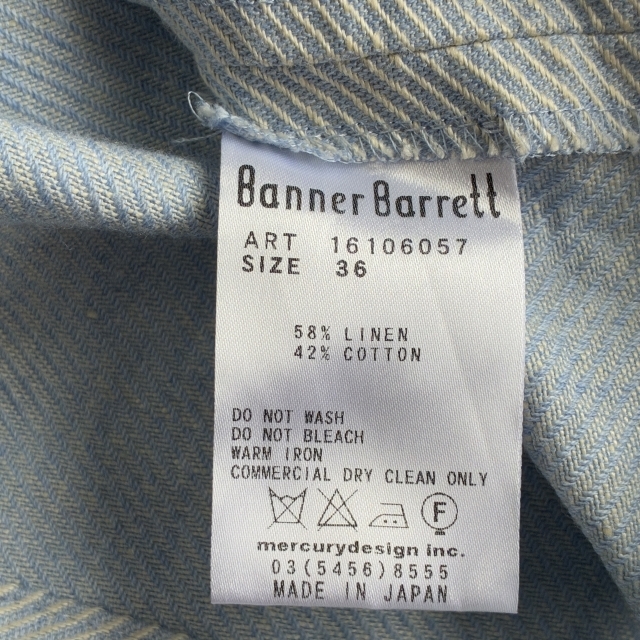 BannerBarrett
ART 16106057
SIZE 36
58% LINEN
42% COTTON
DO NOT WASH
DO NOT BLEACH
WARM IRON
COMMERCIAL DRY CLEAN ONLY
F
mercurydesign inc.
03(5456)8555
MADE IN JAPAN